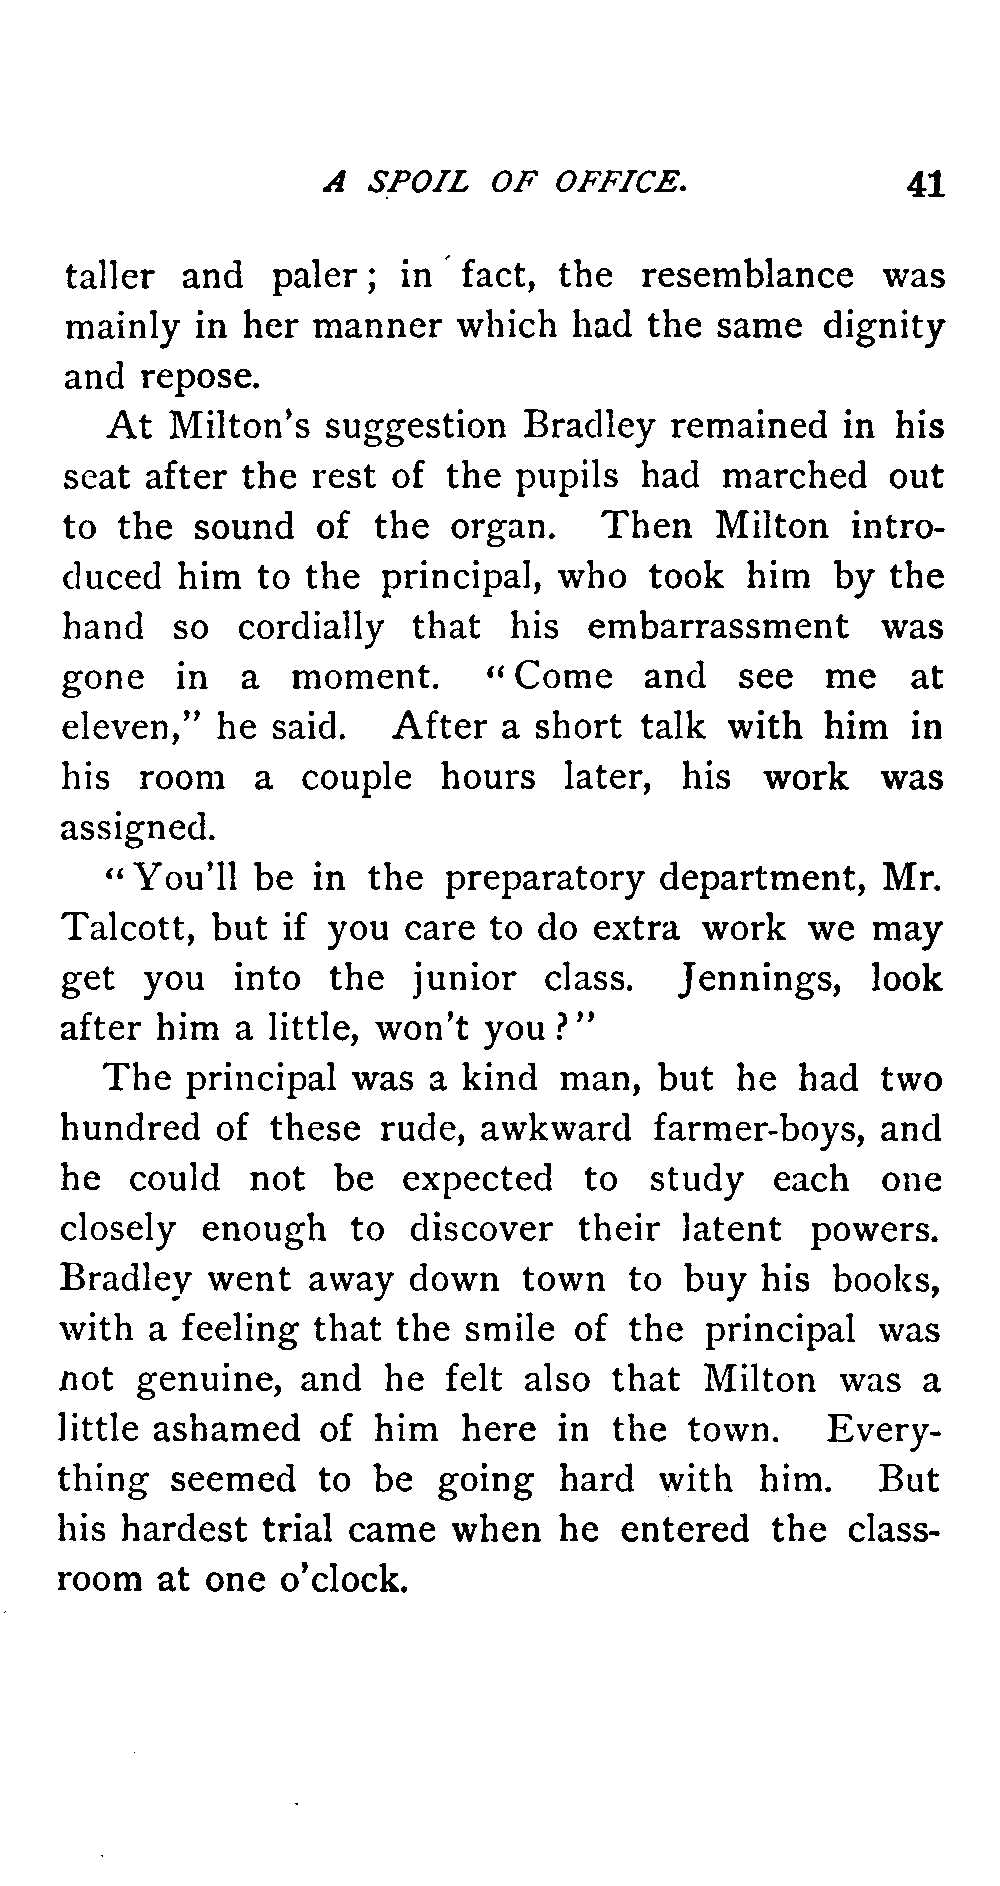 A SPOIL OF OFFICE. 41
taller and paler; in fact, the resemblance was
mainly in her manner which had the same dignity
and repose.
At Milton's suggestion Bradley remained in his
seat after the rest of the pupils had marched out
to the sound of the organ. Then Milton intro-
duced him to the principal, who took him by the
hand so cordially that his embarrassment was
gone in a moment. "Come and see me at
eleven," he said. After a short talk with him in
his room a couple hours later, his work was
assigned.
"You'll be in the preparatory department, Mr.
Talcott, but if you care to do extra work we may
get you into the junior class. Jennings, look
after him a little, won't you?"
The principal was a kind man, but he had two
hundred of these rude, awkward farmer-boys, and
he could not be expected to study each one
closely enough to discover their latent powers.
Bradley went away down town to buy his books,
with a feeling that the smile of the principal was
not genuine, and he felt also that Milton was a
little ashamed of him here in the town. Every-
thing seemed to be going hard with him. But
his hardest trial came when he entered the class-
room at one o'clock.